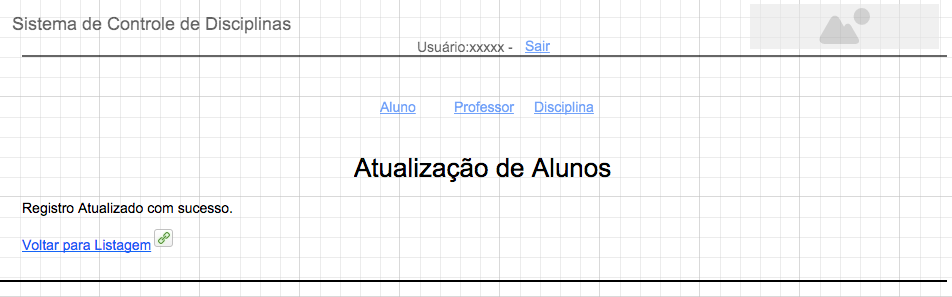 Sistema de Controle de Disciplinas
Usuário:xxxxx - Sair
Aluno Professor Disciplina
Atualização de Alunos
Registro Atualizado com sucesso.
Voltar para Listagem